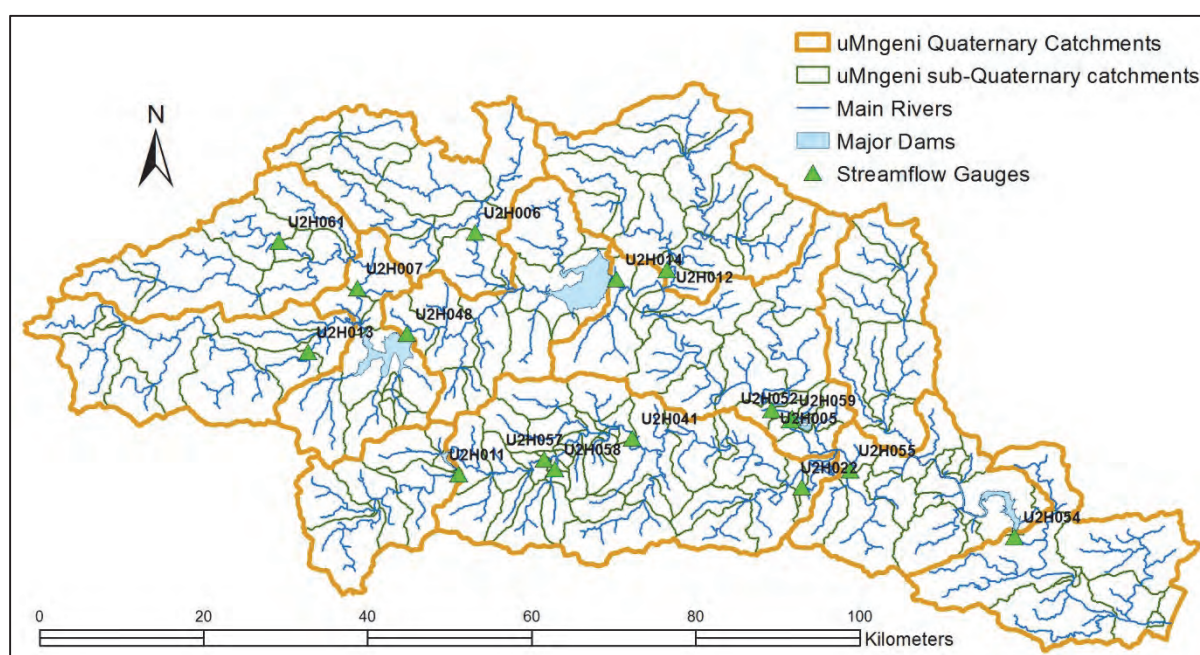 uMngeni Quaternary Catchments
uMngeni sub-Quaternary catchments
Main Rivers
Major Dams
Streamflow Gauges
N
U2H061
U2H006
U2H007
U2H014
U2H012
U2H013
U2H048
U2H052
U2H059
U2H005
U2H041
U2H057
U2H058
U2H011
U2H055
U2H022
U2H054
0 20 40 60 80 100
Kilometers